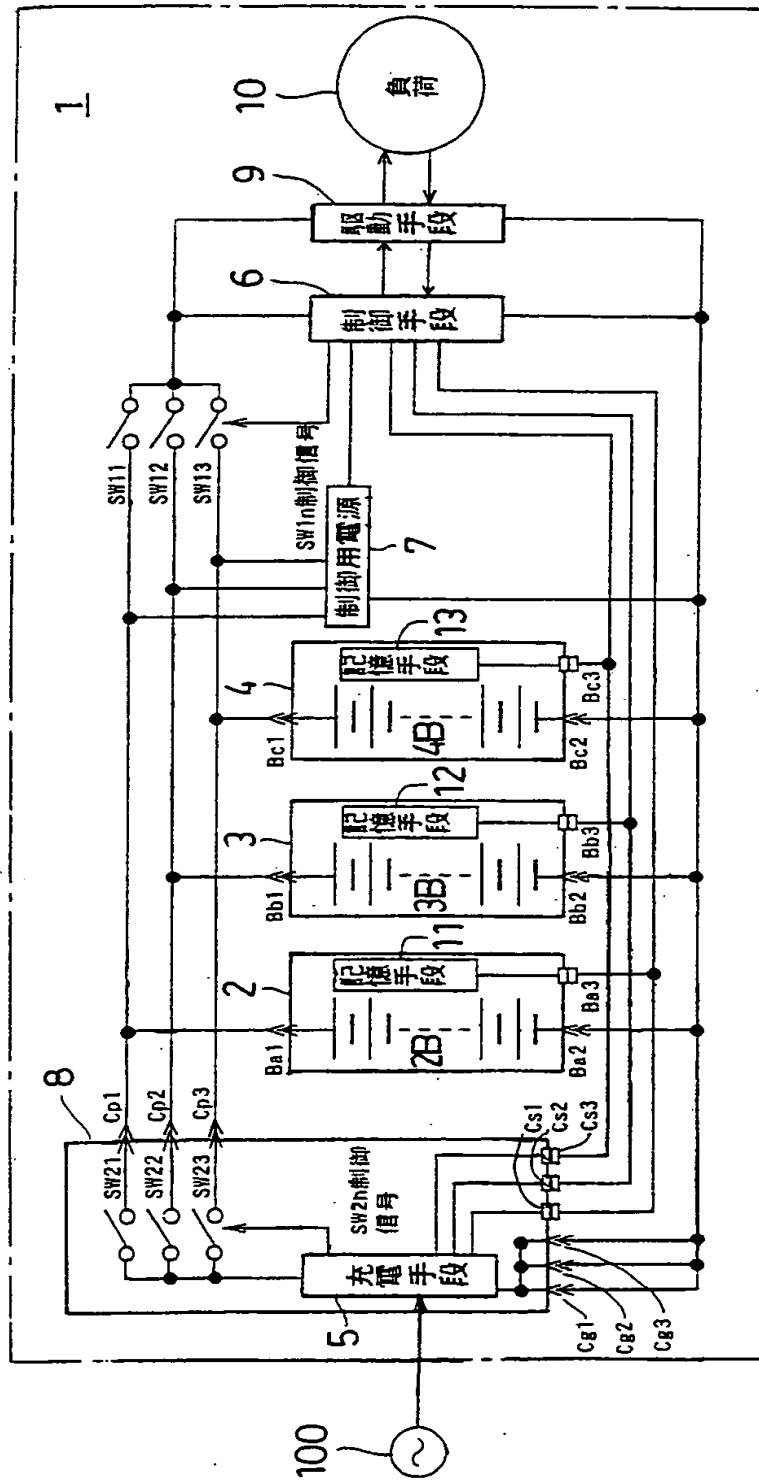 1
10
負荷
9
駆動手段
6
制御手段
SW11
SW12
SW13
SW1n制御信号
制御用電源
7
4
記憶手段
13
4B
Bc1
Bc2
Bc3
3
記憶手段
12
3B
Bb1
Bb2
Bb3
2
記憶手段
11
2B
Ba1
Ba2
Ba3
8
Cp1
Cp2
Cp3
SW21
SW22
SW23
SW2n制御
信号
充電手段
5
Cs1
Cs2
Cs3
Cg1
Cg2
Cg3
100